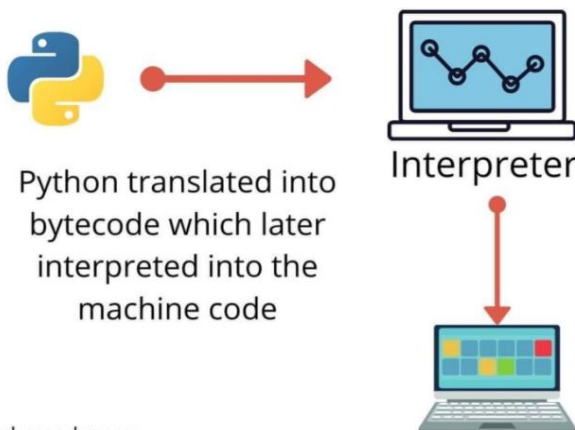 Interpreter
Python translated into
bytecode which later
interpreted into the
machine code